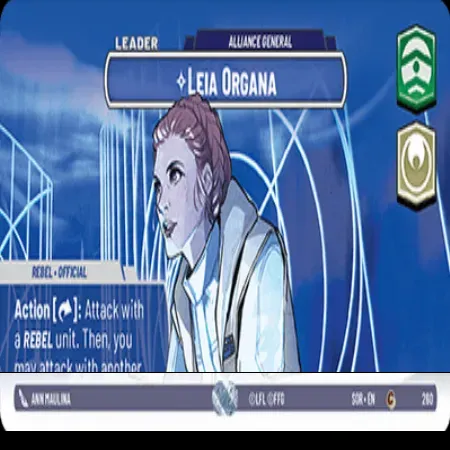 LEADER
ALLIANCE GENERAL
LEIA ORGANA
REBEL • OFFICIAL
Action [ ]: Attack with
a REBEL unit. Then, you
may attack with another
ANN MAULINA
©LFL ©FFG
SOR • EN
C
260